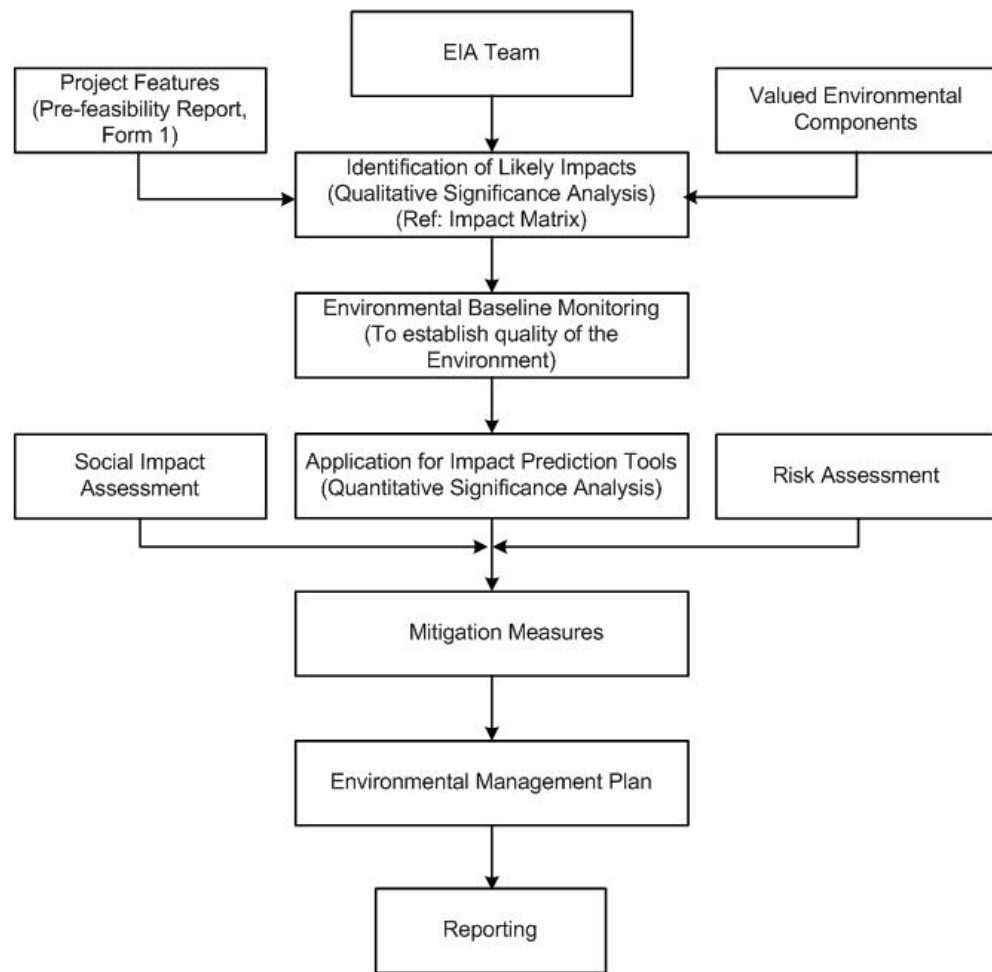 EIA Team
Project Features
(Pre-feasibility Report,
Form 1)
Valued Environmental
Components
Identification of Likely Impacts
(Qualitative Significance Analysis)
(Ref: Impact Matrix)
Environmental Baseline Monitoring
(To establish quality of the
Environment)
Social Impact
Assessment
Application for Impact Prediction Tools
(Quantitative Significance Analysis)
Risk Assessment
Mitigation Measures
Environmental Management Plan
Reporting